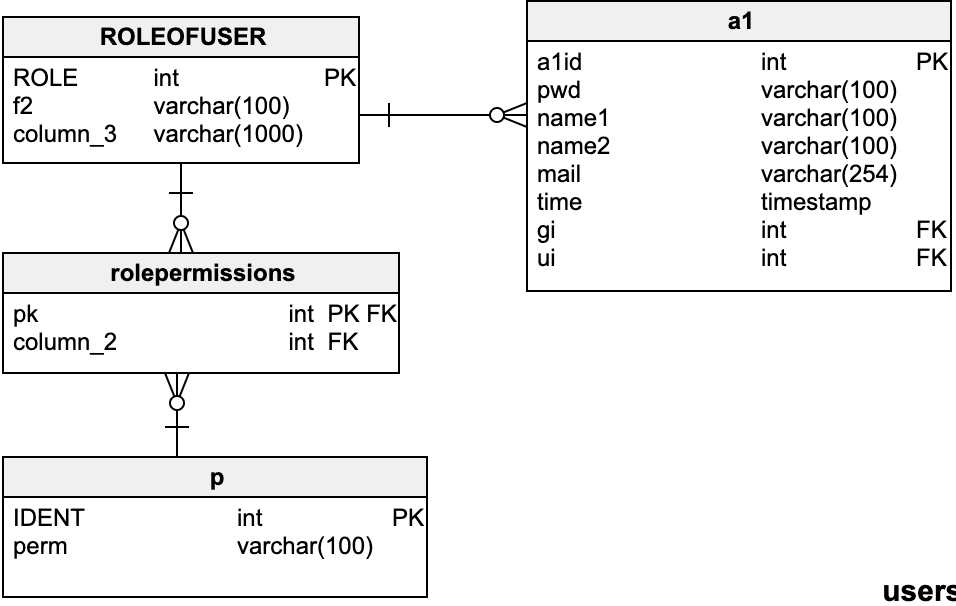 ROLEOFUSER
ROLE int PK
f2 varchar(100)
column_3 varchar(1000)
a1
a1id int PK
pwd varchar(100)
name1 varchar(100)
name2 varchar(100)
mail varchar(254)
time timestamp
gi int FK
ui int FK
rolepermissions
pk int PK FK
column_2 int FK
p
IDENT int PK
perm varchar(100)
users